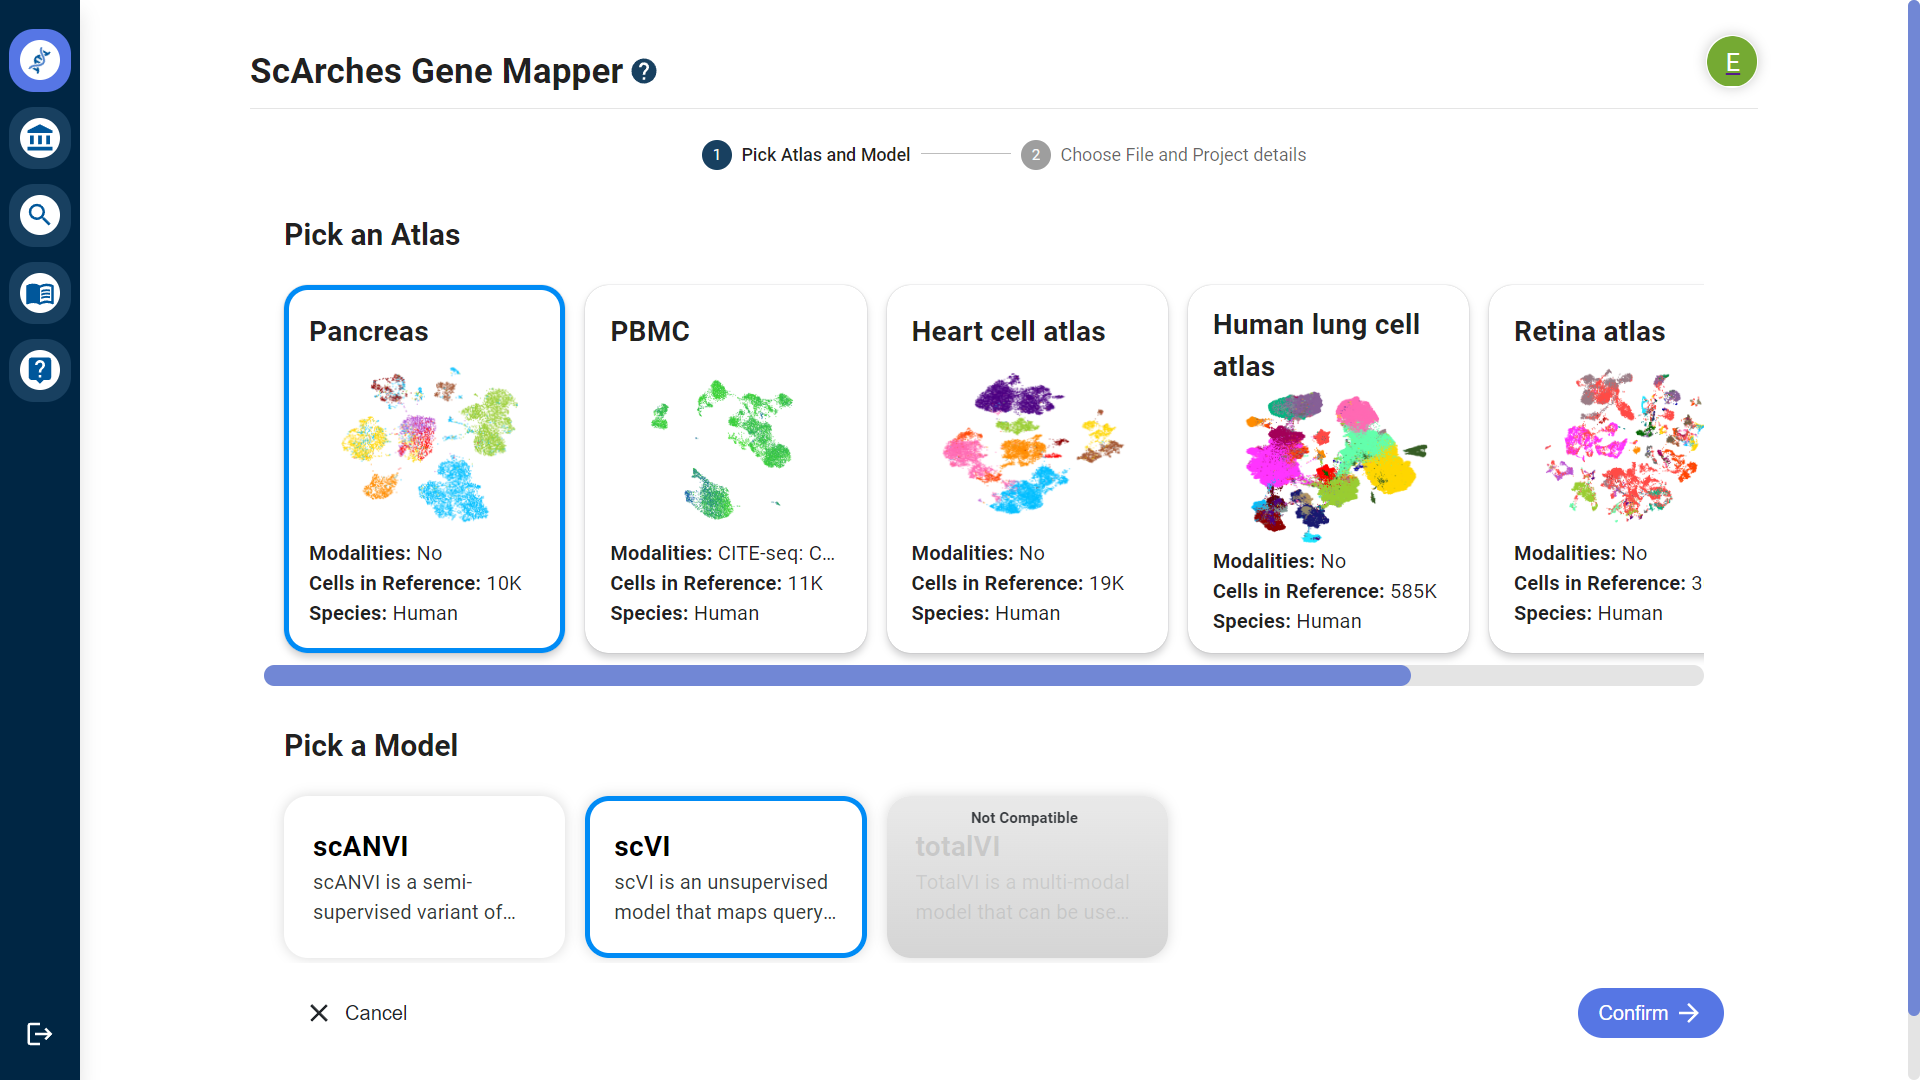 ScArches Gene Mapper ?
E
1 Pick Atlas and Model
2 Choose File and Project details
Pick an Atlas
Pancreas
Modalities: No
Cells in Reference: 10K
Species: Human
PBMC
Modalities: CITE-seq: C...
Cells in Reference: 11K
Species: Human
Heart cell atlas
Modalities: No
Cells in Reference: 19K
Species: Human
Human lung cell
atlas
Modalities: No
Cells in Reference: 585K
Species: Human
Retina atlas
Modalities: No
Cells in Reference: 3
Species: Human
Pick a Model
scANVI
scANVI is a semi-
supervised variant of...
scVI
scVI is an unsupervised
model that maps query...
Not Compatible
totalVI
TotalVI is a multi-modal
model that can be use...
Cancel
Confirm